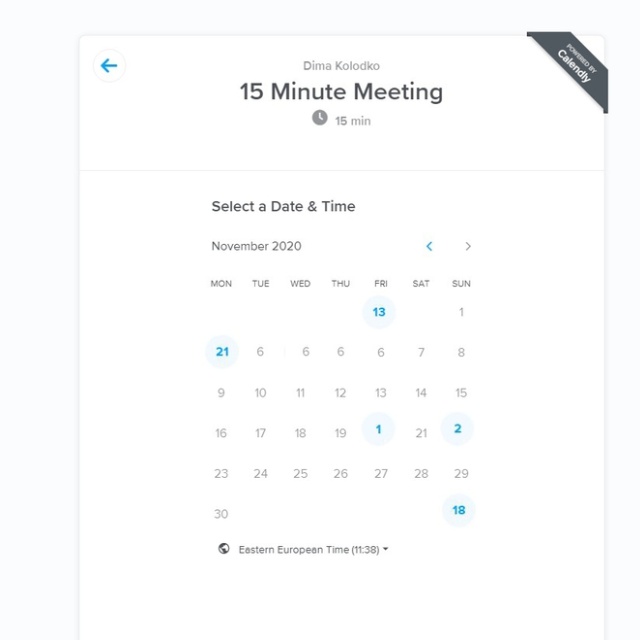 POWERED BY
Calendly
Dima Kolodko
15 Minute Meeting
15 min
Select a Date & Time
November 2020 < >
MON TUE WED THU FRI SAT SUN
13 1
21 6 6 6 6 7 8
9 10 11 12 13 14 15
16 17 18 19 1 21 2
23 24 25 26 27 28 29
30 18
Eastern European Time (11:38)